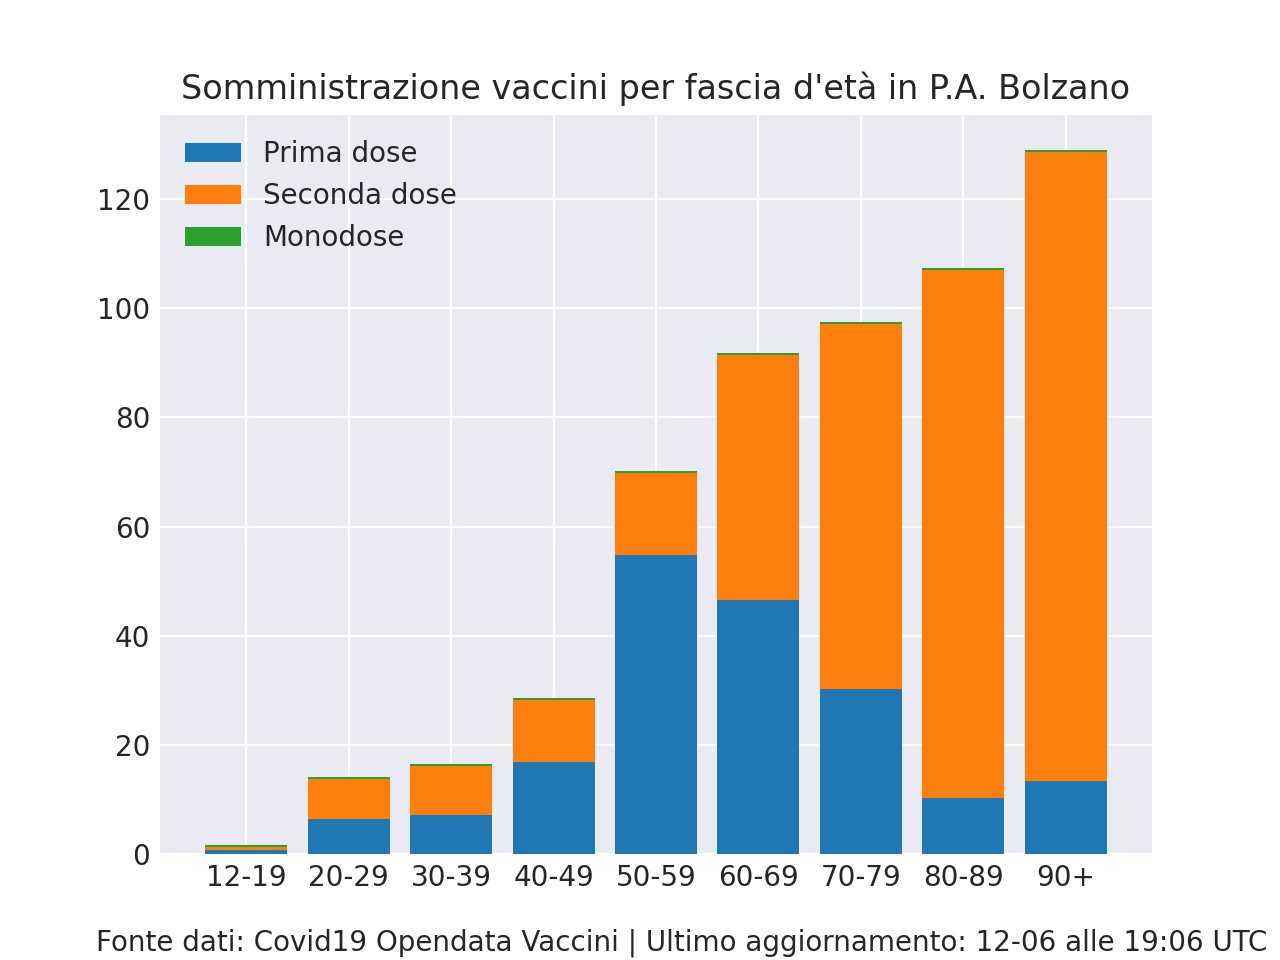 Somministrazione vaccini per fascia d'età in P.A. Bolzano
Prima dose
Seconda dose
Monodose
120
100
80
60
40
20
0
12-19 20-29 30-39 40-49 50-59 60-69 70-79 80-89 90+
Fonte dati: Covid19 Opendata Vaccini | Ultimo aggiornamento: 12-06 alle 19:06 UTC